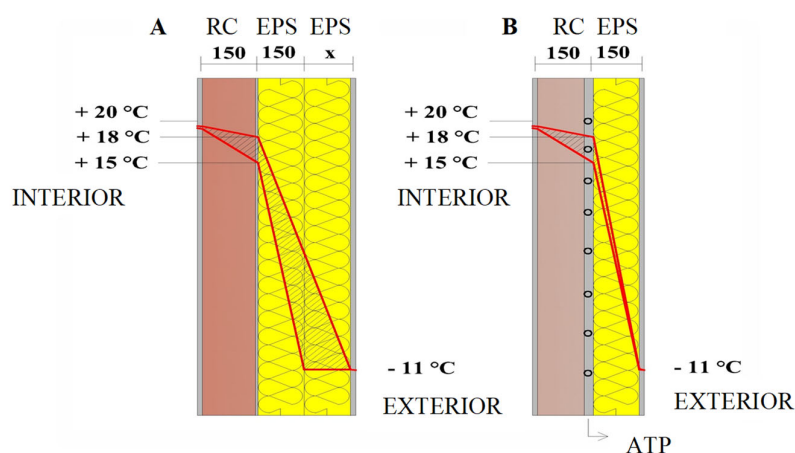 A RC EPS EPS
150 150 x
+ 20 °C
+ 18 °C
+ 15 °C
INTERIOR
- 11 °C
EXTERIOR
B RC EPS
150 150
+ 20 °C
+ 18 °C
+ 15 °C
INTERIOR
- 11 °C
EXTERIOR
ATP